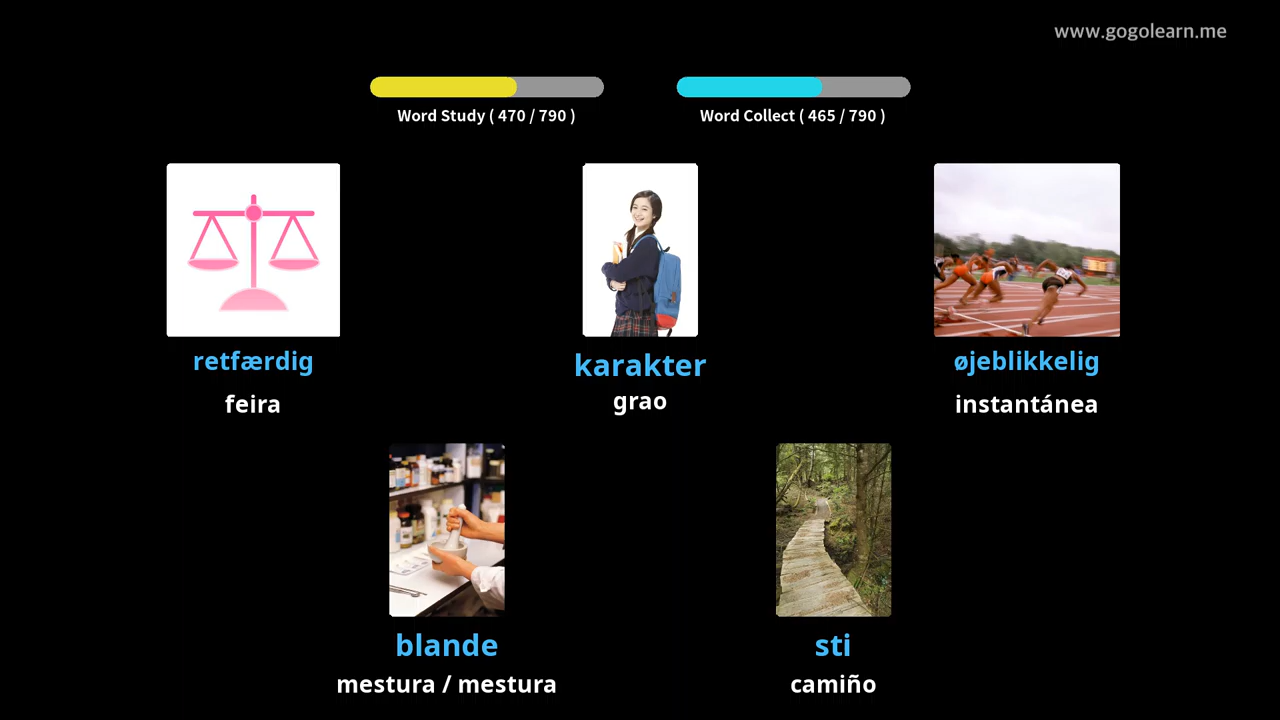 www.gogolearn.me
Word Study ( 470 / 790 )
Word Collect ( 465 / 790 )
retfærdig
karakter
øjeblikkelig
feira
grao
instantánea
blande
sti
mestura / mestura
camiño